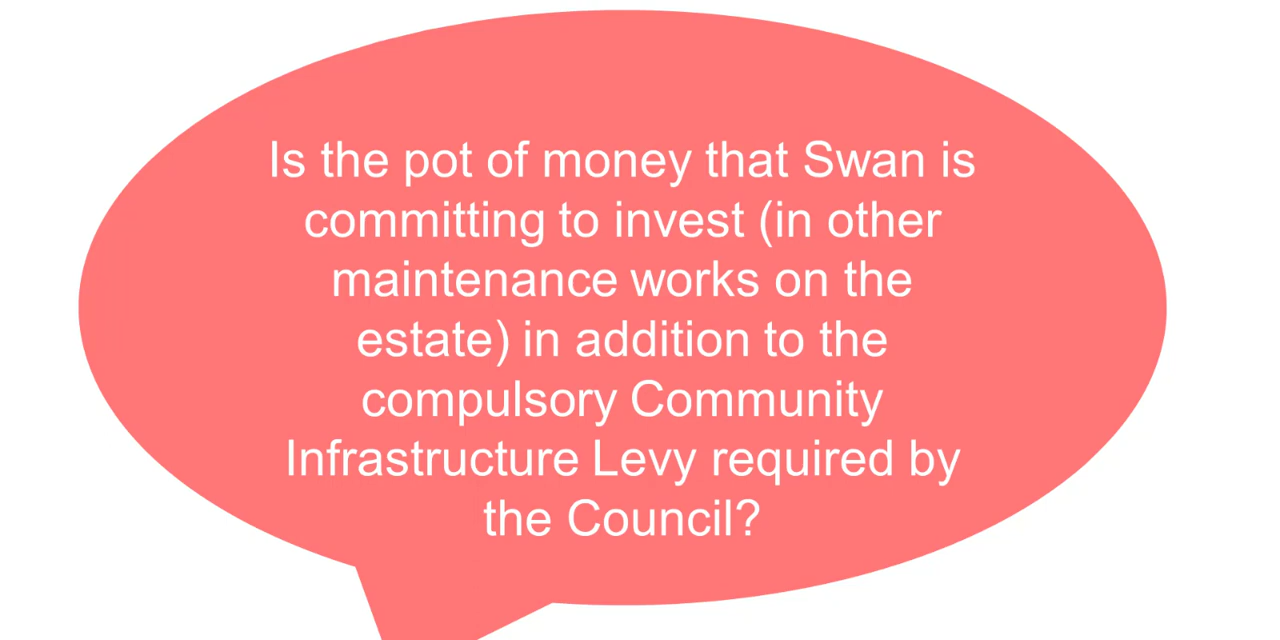 Is the pot of money that Swan is
committing to invest (in other
maintenance works on the
estate) in addition to the
compulsory Community
Infrastructure Levy required by
the Council?